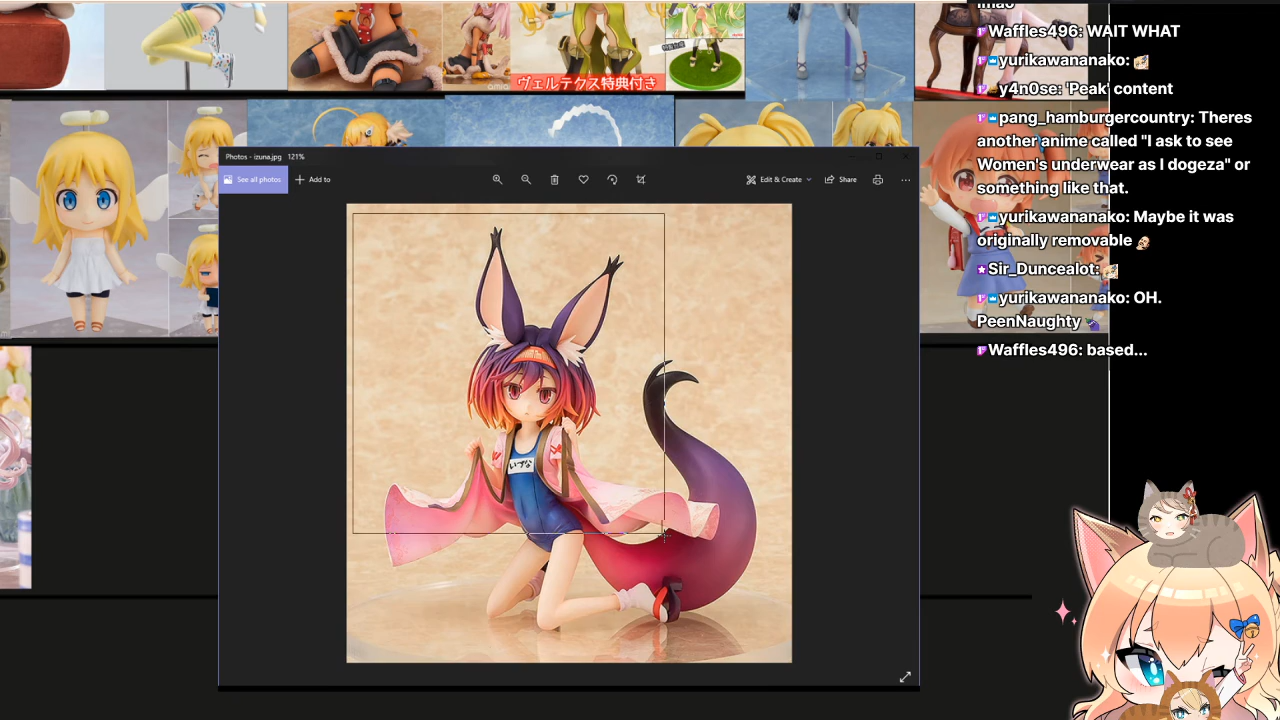 lmao
Waffles496: WAIT WHAT
yurikawananako:
y4n0se: 'Peak' content
pang_hamburgercountry: Theres
another anime called "I ask to see
Women's underwear as I dogeza" or
something like that.
yurikawananako: Maybe it was
originally removable
Sir_Duncealot:
yurikawananako: OH.
PeenNaughty
Waffles496: based...
amia
ヴェルテクス特典付き
Photos - izuna.jpg 121%
See all photos
Add to
Edit & Create
Share
いづな